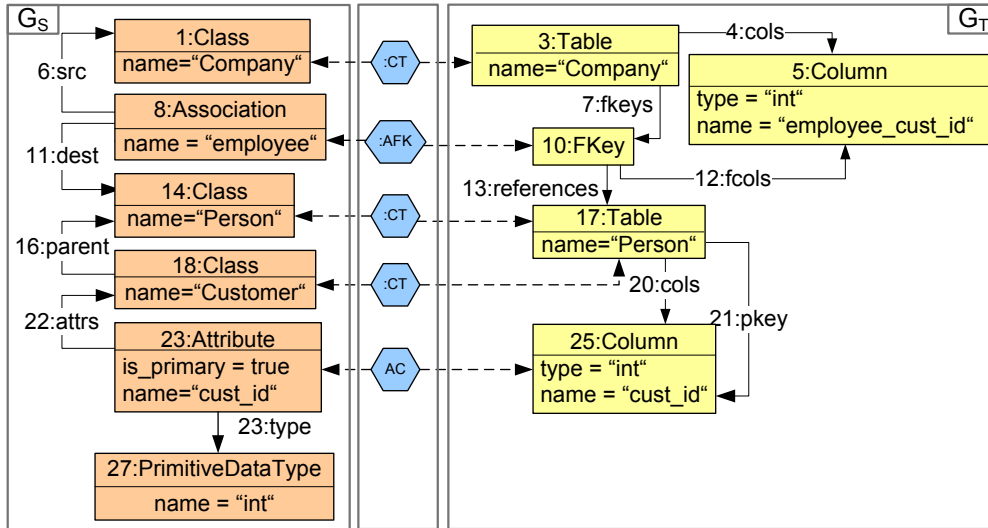 GS
GT
1:Class
name="Company“
6:src
:CT
3:Table
name="Company“
4:cols
5:Column
type = “int“
name = “employee_cust_id“
7:fkeys
8:Association
name = “employee“
:AFK
10:FKey
11:dest
12:fcols
13:references
14:Class
name=“Person“
:CT
17:Table
name=“Person“
16:parent
18:Class
name=“Customer“
:CT
20:cols
22:attrs
21:pkey
23:Attribute
is_primary = true
name=“cust_id“
AC
25:Column
type = “int“
name = “cust_id“
23:type
27:PrimitiveDataType
name = “int“